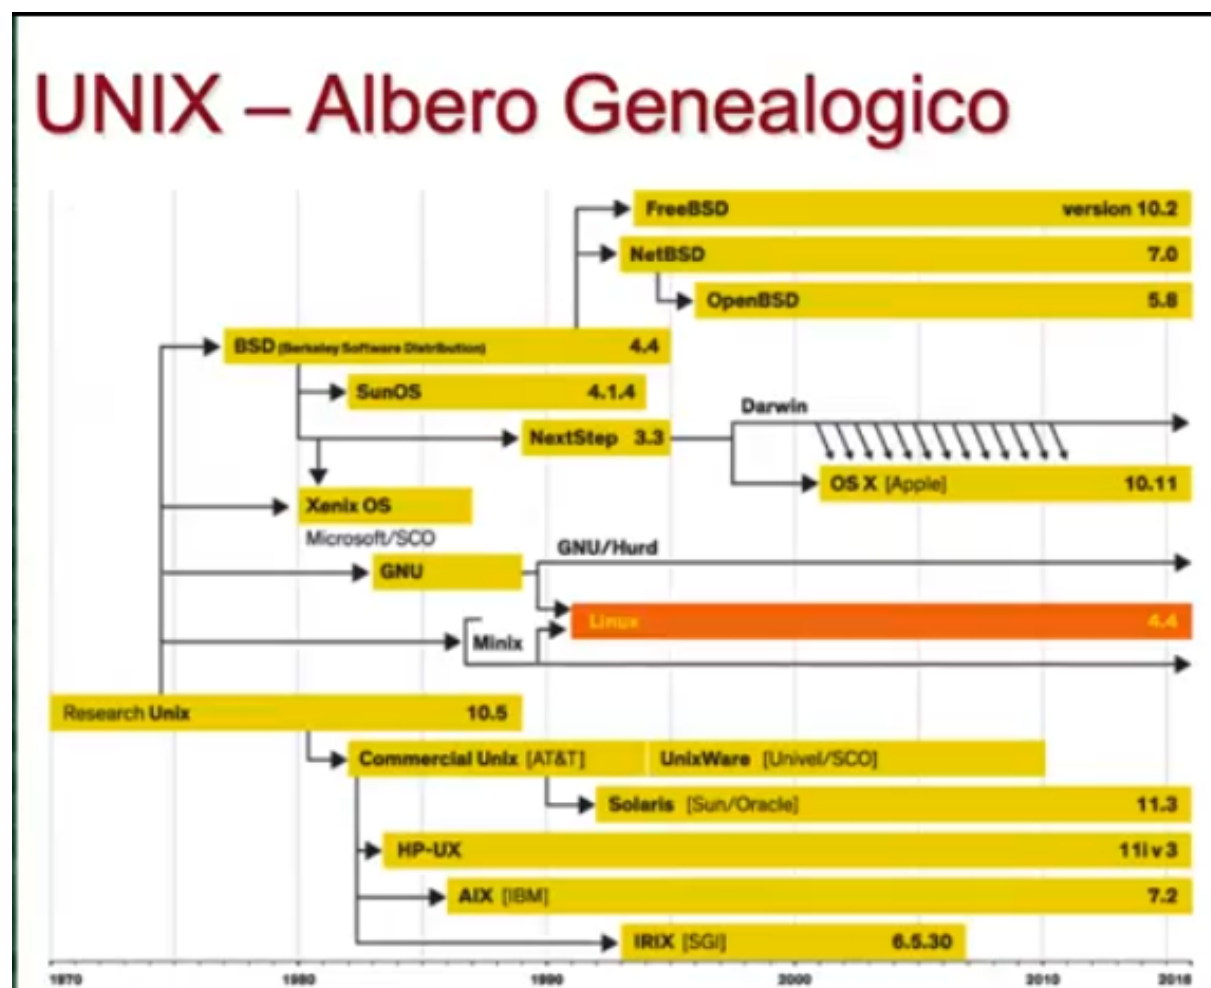 UNIX – Albero Genealogico
FreeBSD version 10.2
NetBSD 7.0
OpenBSD 5.8
BSD (Berkeley Software Distribution) 4.4
SunOS 4.1.4
Darwin
NextStep 3.3
OS X [Apple] 10.11
Xenix OS
Microsoft/SCO
GNU/Hurd
GNU
Linux 4.4
Minix
Research Unix 10.5
Commercial Unix [AT&T] UnixWare [Univel/SCO]
Solaris [Sun/Oracle] 11.3
HP-UX 11i v3
AIX [IBM] 7.2
IRIX [SGI] 6.5.30
1970 1980 1990 2000 2010 2016